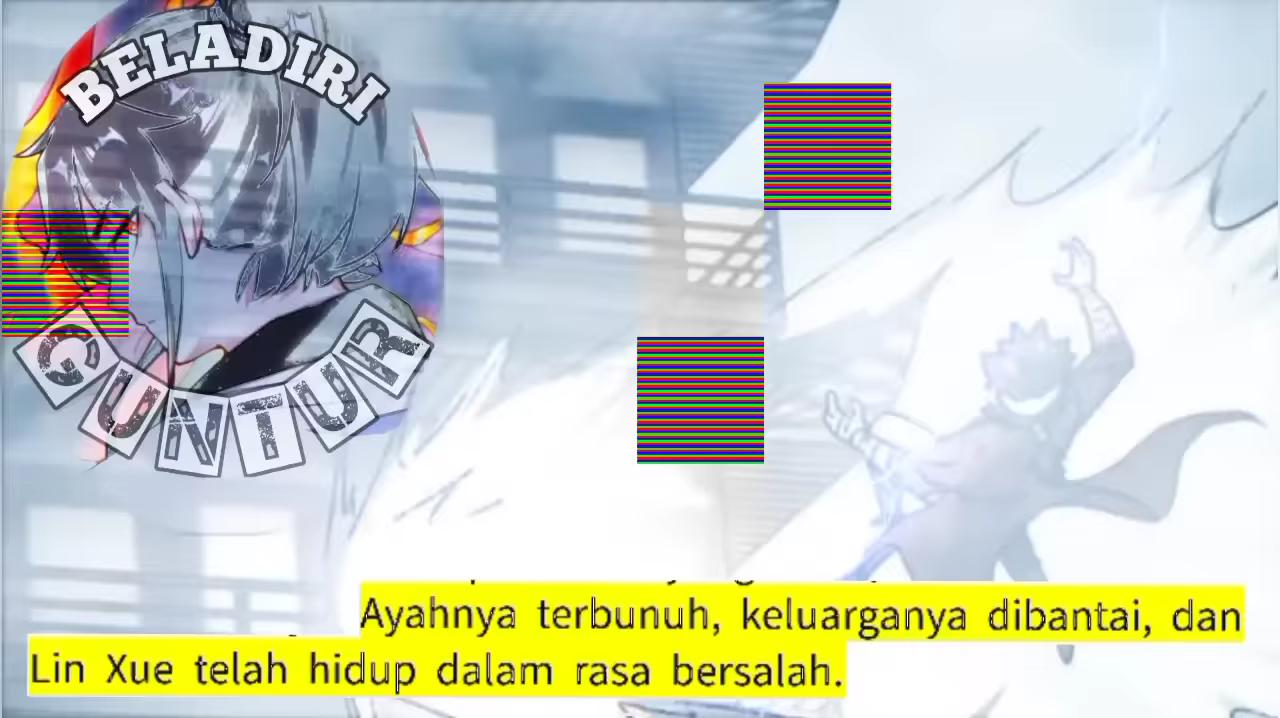 BELADIRI
GUNTUR
Ayahnya terbunuh, keluarganya dibantai, dan
Lin Xue telah hidup dalam rasa bersalah.